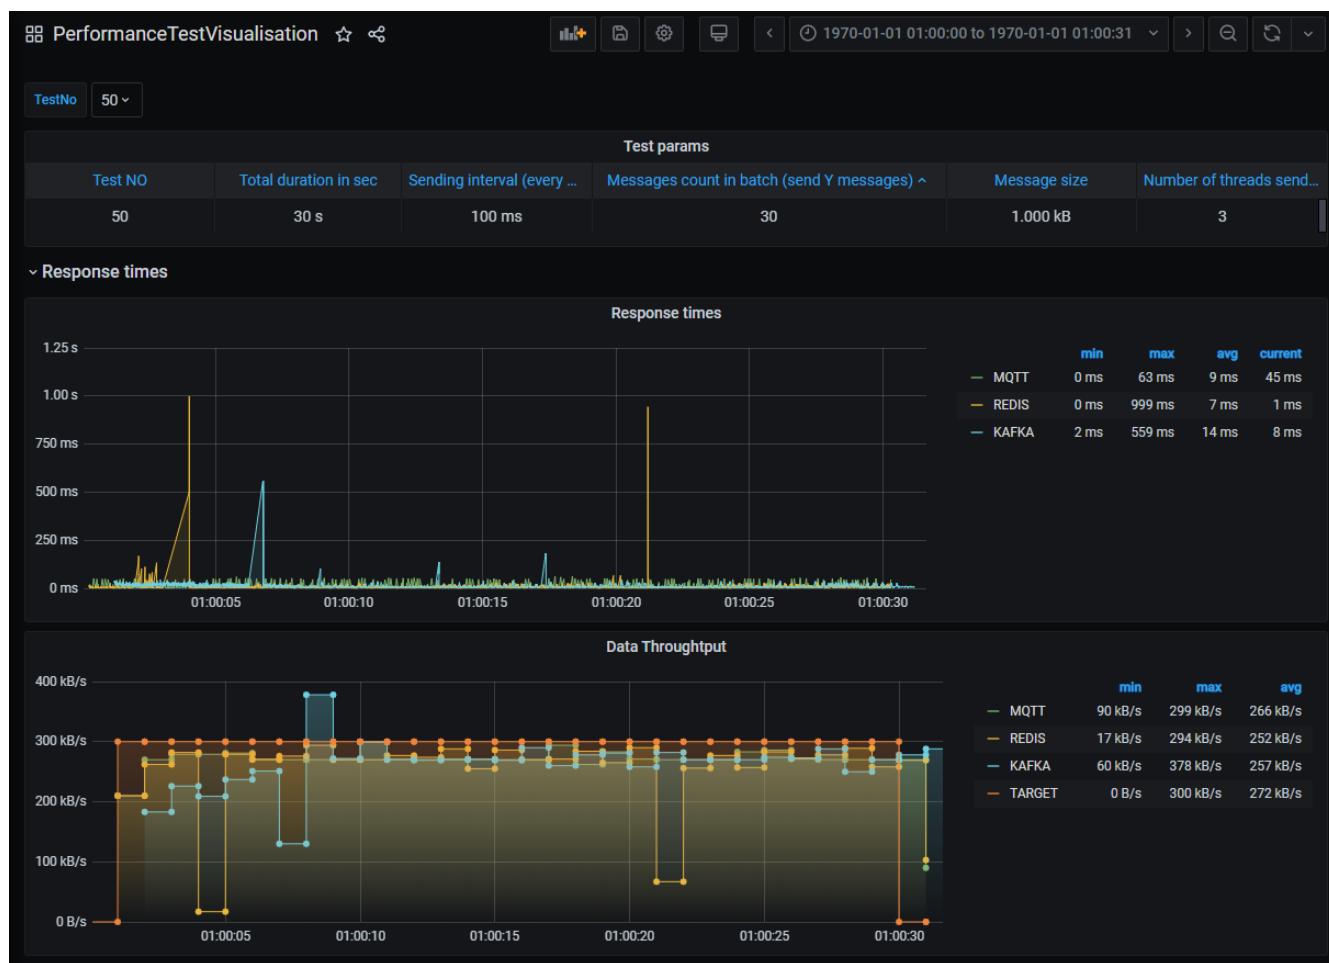 PerformanceTestVisualisation
1970-01-01 01:00:00 to 1970-01-01 01:00:31
TestNo 50
Test params
Test NO Total duration in sec Sending interval (every ... Messages count in batch (send Y messages) Message size Number of threads send...
50 30 s 100 ms 30 1.000 kB 3
Response times
Response times
1.25 s
1.00 s
750 ms
500 ms
250 ms
0 ms
01:00:05 01:00:10 01:00:15 01:00:20 01:00:25 01:00:30
min max avg current
MQTT 0 ms 63 ms 9 ms 45 ms
REDIS 0 ms 999 ms 7 ms 1 ms
KAFKA 2 ms 559 ms 14 ms 8 ms
Data Throughtput
400 kB/s
300 kB/s
200 kB/s
100 kB/s
0 B/s
01:00:05 01:00:10 01:00:15 01:00:20 01:00:25 01:00:30
min max avg
MQTT 90 kB/s 299 kB/s 266 kB/s
REDIS 17 kB/s 294 kB/s 252 kB/s
KAFKA 60 kB/s 378 kB/s 257 kB/s
TARGET 0 B/s 300 kB/s 272 kB/s